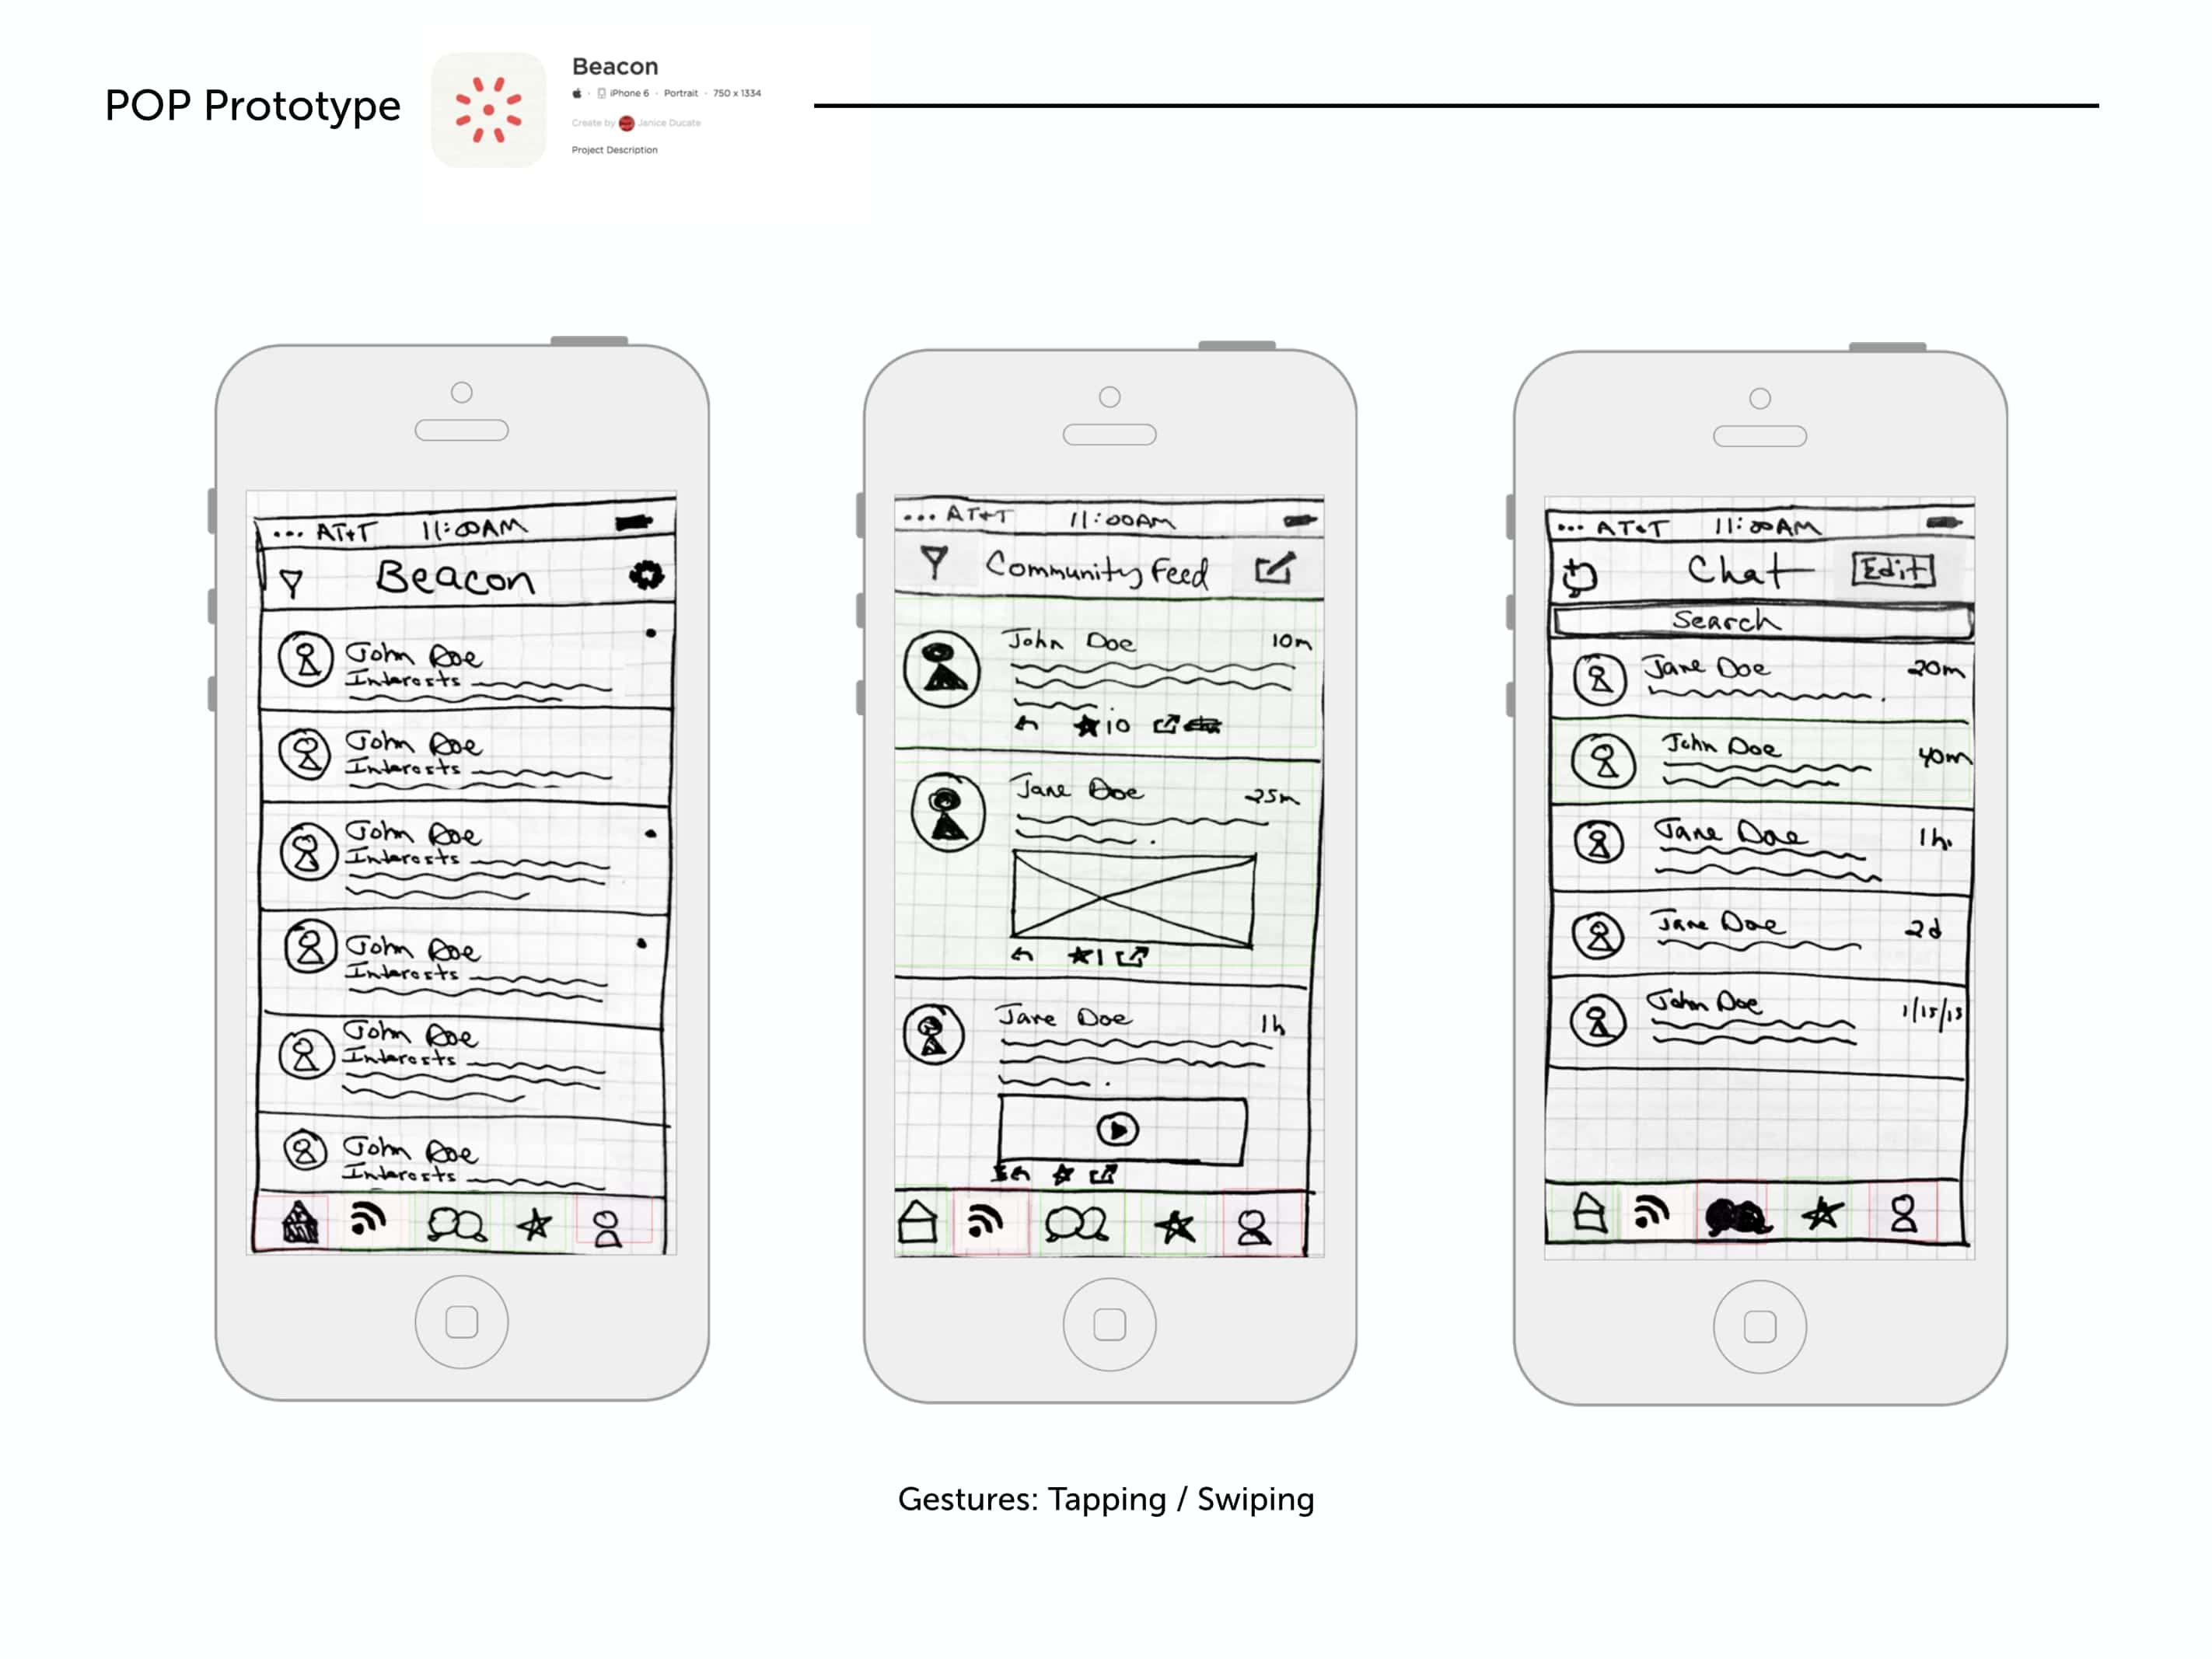 POP Prototype
Beacon
iPhone 6 · Portrait · 750 x 1334
Create by Janice Ducate
Project Description
... AT+T 11:00AM
Beacon
John Doe
Interests
John Doe
Interests
John Doe
Interests
John Doe
Interests
John Doe
Interests
John Doe
Interests
... AT+T 11:00AM
Community Feed
John Doe 10m
10
Jane Doe 25m
1
Jane Doe 1h
... AT&T 11:00AM
Chat Edit
Search
Jane Doe 20m
John Doe 40m
Jane Doe 1h.
Jane Doe 2d
John Doe 1/15/15
Gestures: Tapping / Swiping